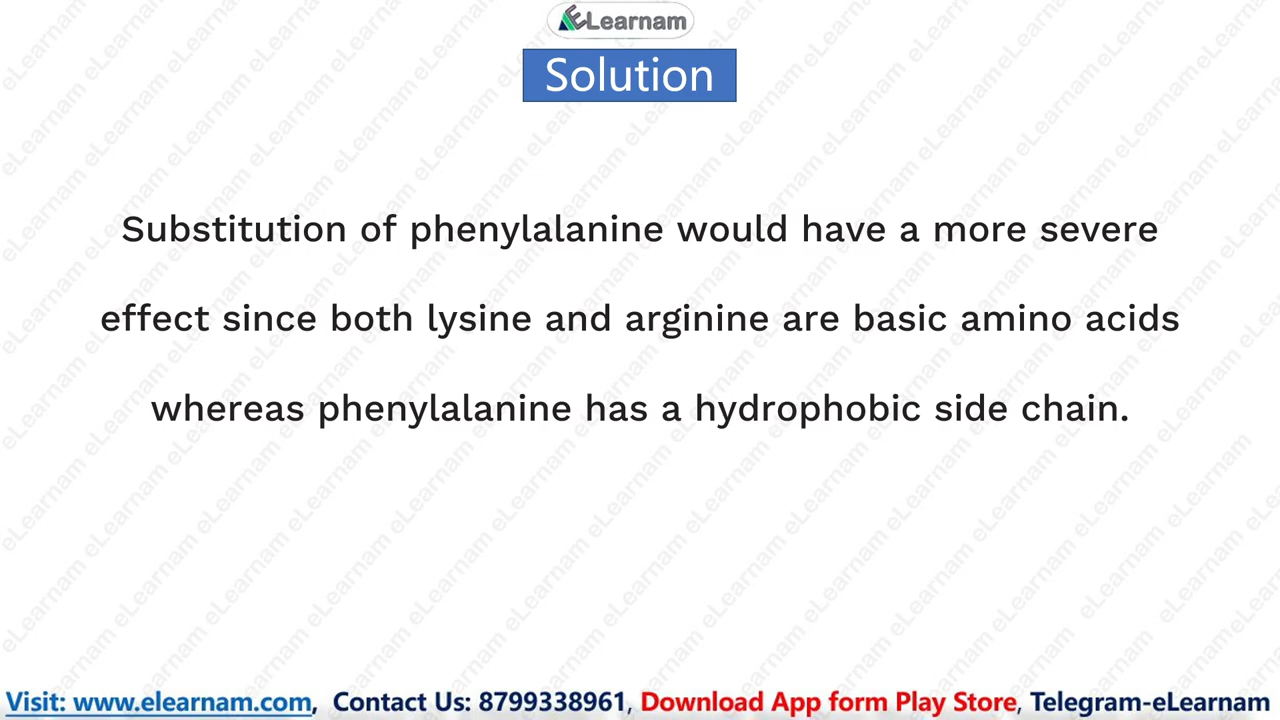 ELearnam
Solution
Substitution of phenylalanine would have a more severe
effect since both lysine and arginine are basic amino acids
whereas phenylalanine has a hydrophobic side chain.
Visit: www.elearnam.com, Contact Us: 8799338961, Download App form Play Store, Telegram-eLearnam